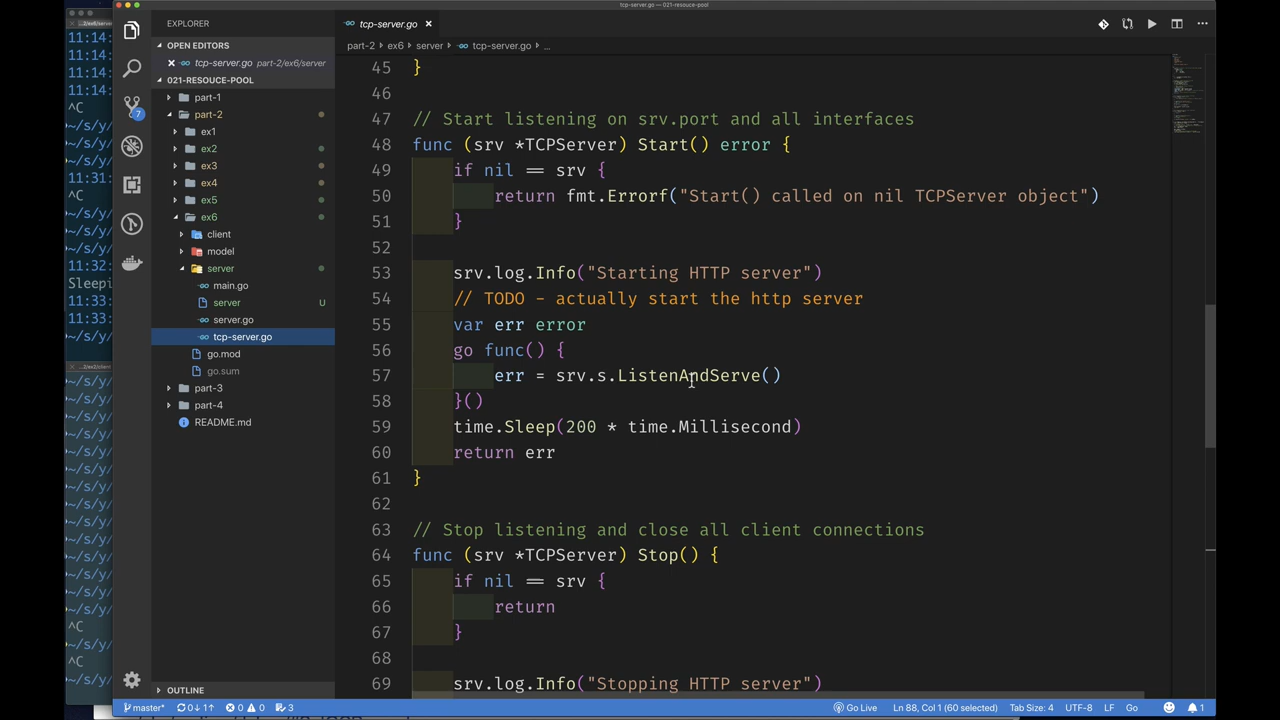 tcp-server.go — 021-resouce-pool
11:14:
11:14:
11:14:
11:14:
^C
11:31:
^C
11:32:
Sleepi
11:33:
11:33:
^C
^C
EXPLORER
OPEN EDITORS
tcp-server.go part-2/ex6/server
021-RESOUCE-POOL
part-1
part-2
ex1
ex2
ex3
ex4
ex5
ex6
client
model
server
main.go
server U
server.go
tcp-server.go
go.mod
go.sum
part-3
part-4
README.md
OUTLINE
7
tcp-server.go ×
part-2 › ex6 › server › tcp-server.go › ...
45 }
46
47 // Start listening on srv.port and all interfaces
48 func (srv *TCPServer) Start() error {
49 if nil == srv {
50 return fmt.Errorf("Start() called on nil TCPServer object")
51 }
52
53 srv.log.Info("Starting HTTP server")
54 // TODO - actually start the http server
55 var err error
56 go func() {
57 err = srv.s.ListenAndServe()
58 }()
59 time.Sleep(200 * time.Millisecond)
60 return err
61 }
62
63 // Stop listening and close all client connections
64 func (srv *TCPServer) Stop() {
65 if nil == srv {
66 return
67 }
68
69 srv.log.Info("Stopping HTTP server")
master* 0↓ 1↑ 0 0 3 Go Live Ln 88, Col 1 (60 selected) Tab Size: 4 UTF-8 LF Go 1